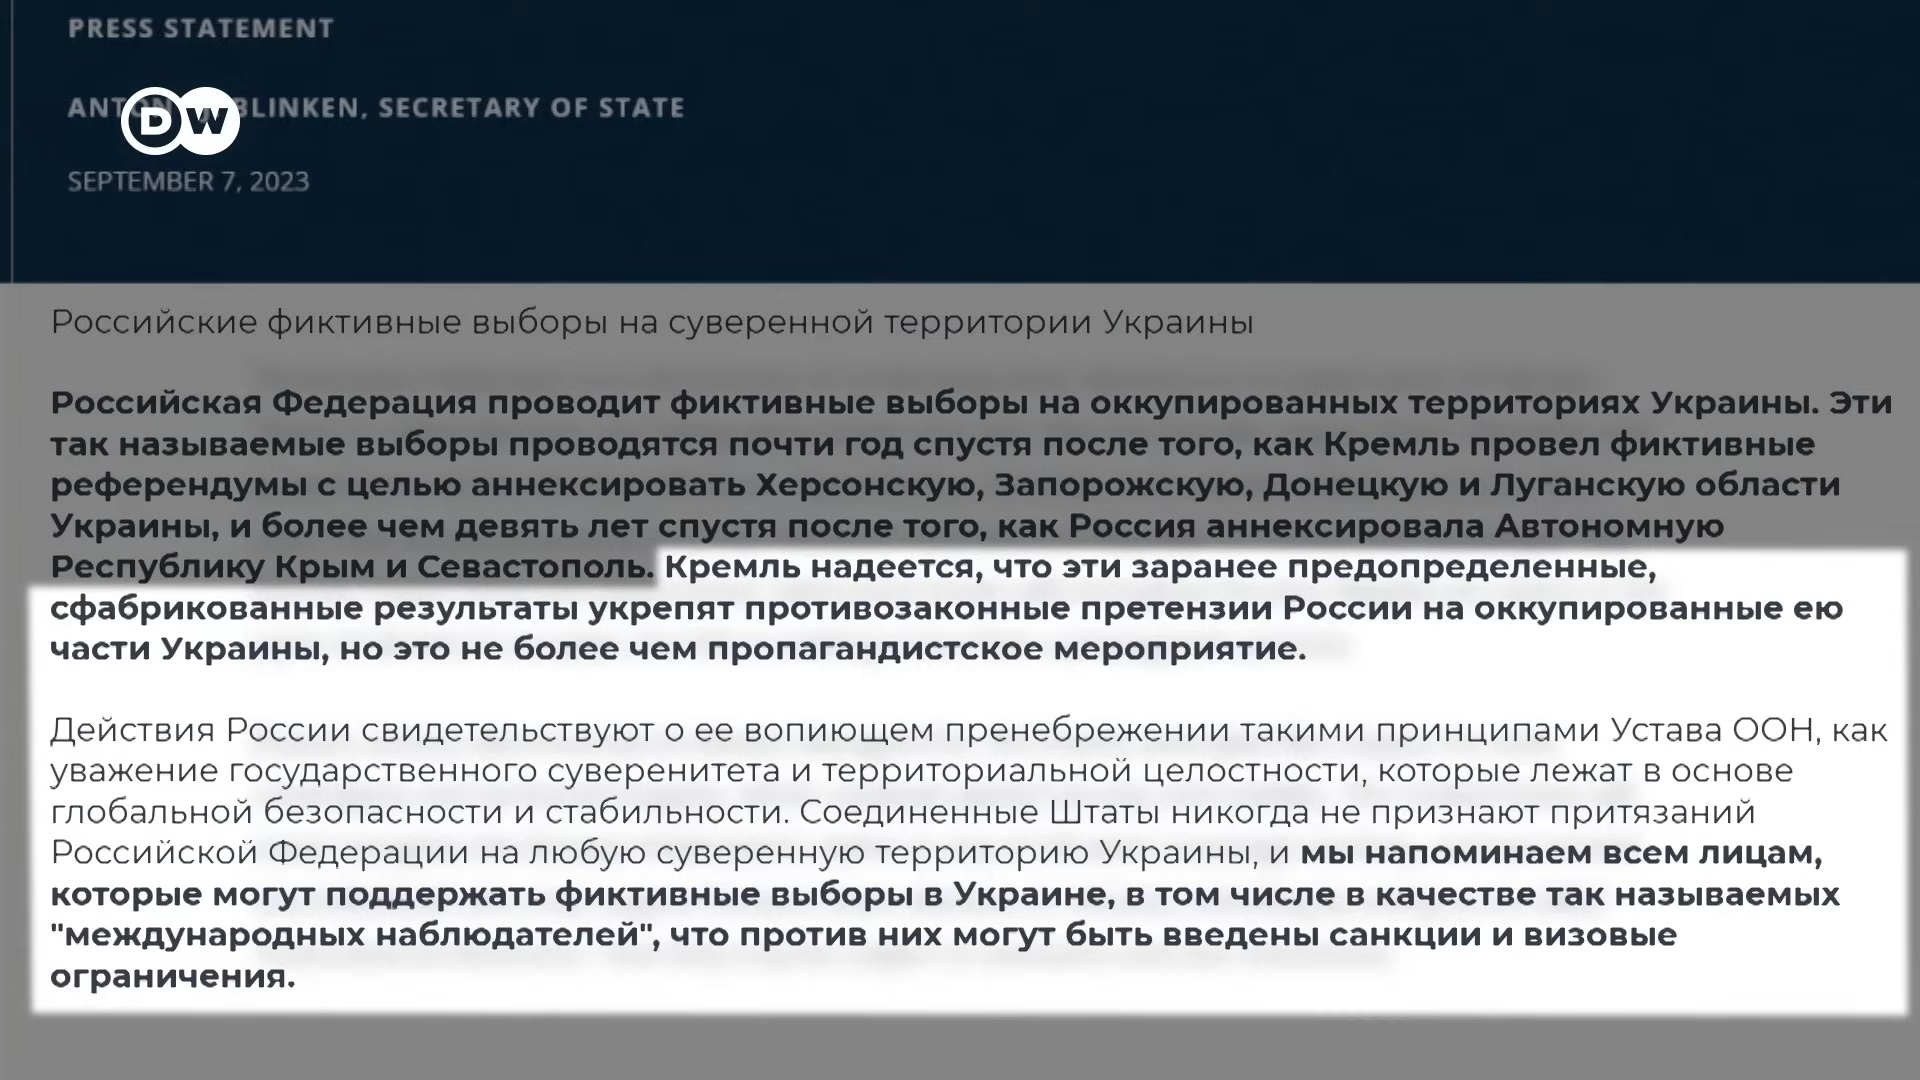 PRESS STATEMENT
BLINKEN, SECRETARY OF STATE
DW
SEPTEMBER 7, 2023
Российские фиктивные выборы на суверенной территории Украины
Российская Федерация проводит фиктивные выборы на оккупированных территориях Украины. Эти
так называемые выборы проводятся почти год спустя после того, как Кремль провел фиктивные
референдумы с целью аннексировать Херсонскую, Запорожскую, Донецкую и Луганскую области
Украины, и более чем девять лет спустя после того, как Россия аннексировала Автономную
Республику Крым и Севастополь. Кремль надеется, что эти заранее предопределенные,
сфабрикованные результаты укрепят противозаконные претензии России на оккупированные ею
части Украины, но это не более чем пропагандистское мероприятие.
Действия России свидетельствуют о ее вопиющем пренебрежении такими принципами Устава ООН, как
уважение государственного суверенитета и территориальной целостности, которые лежат в основе
глобальной безопасности и стабильности. Соединенные Штаты никогда не признают притязаний
Российской Федерации на любую суверенную территорию Украины, и мы напоминаем всем лицам,
которые могут поддержать фиктивные выборы в Украине, в том числе в качестве так называемых
"международных наблюдателей", что против них могут быть введены санкции и визовые
ограничения.